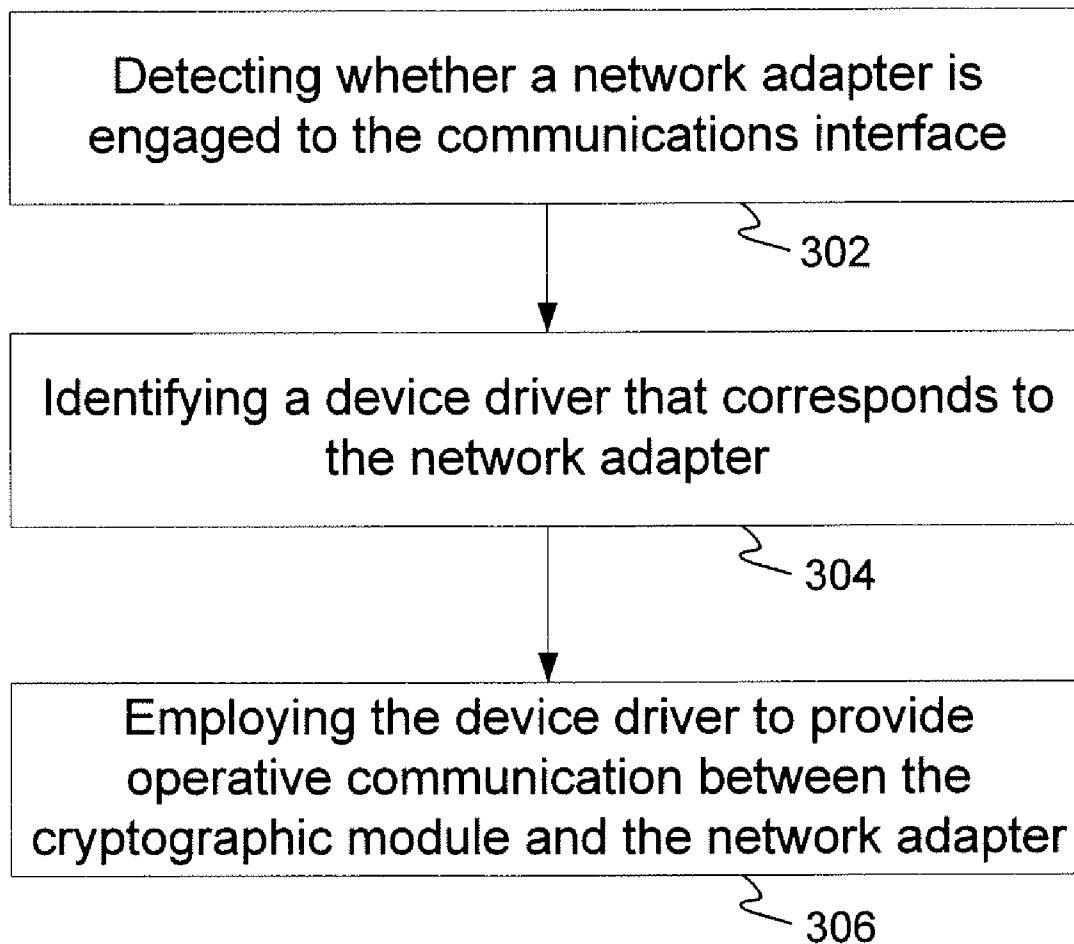 Detecting whether a network adapter is
engaged to the communications interface
302
Identifying a device driver that corresponds to
the network adapter
304
Employing the device driver to provide
operative communication between the
cryptographic module and the network adapter
306